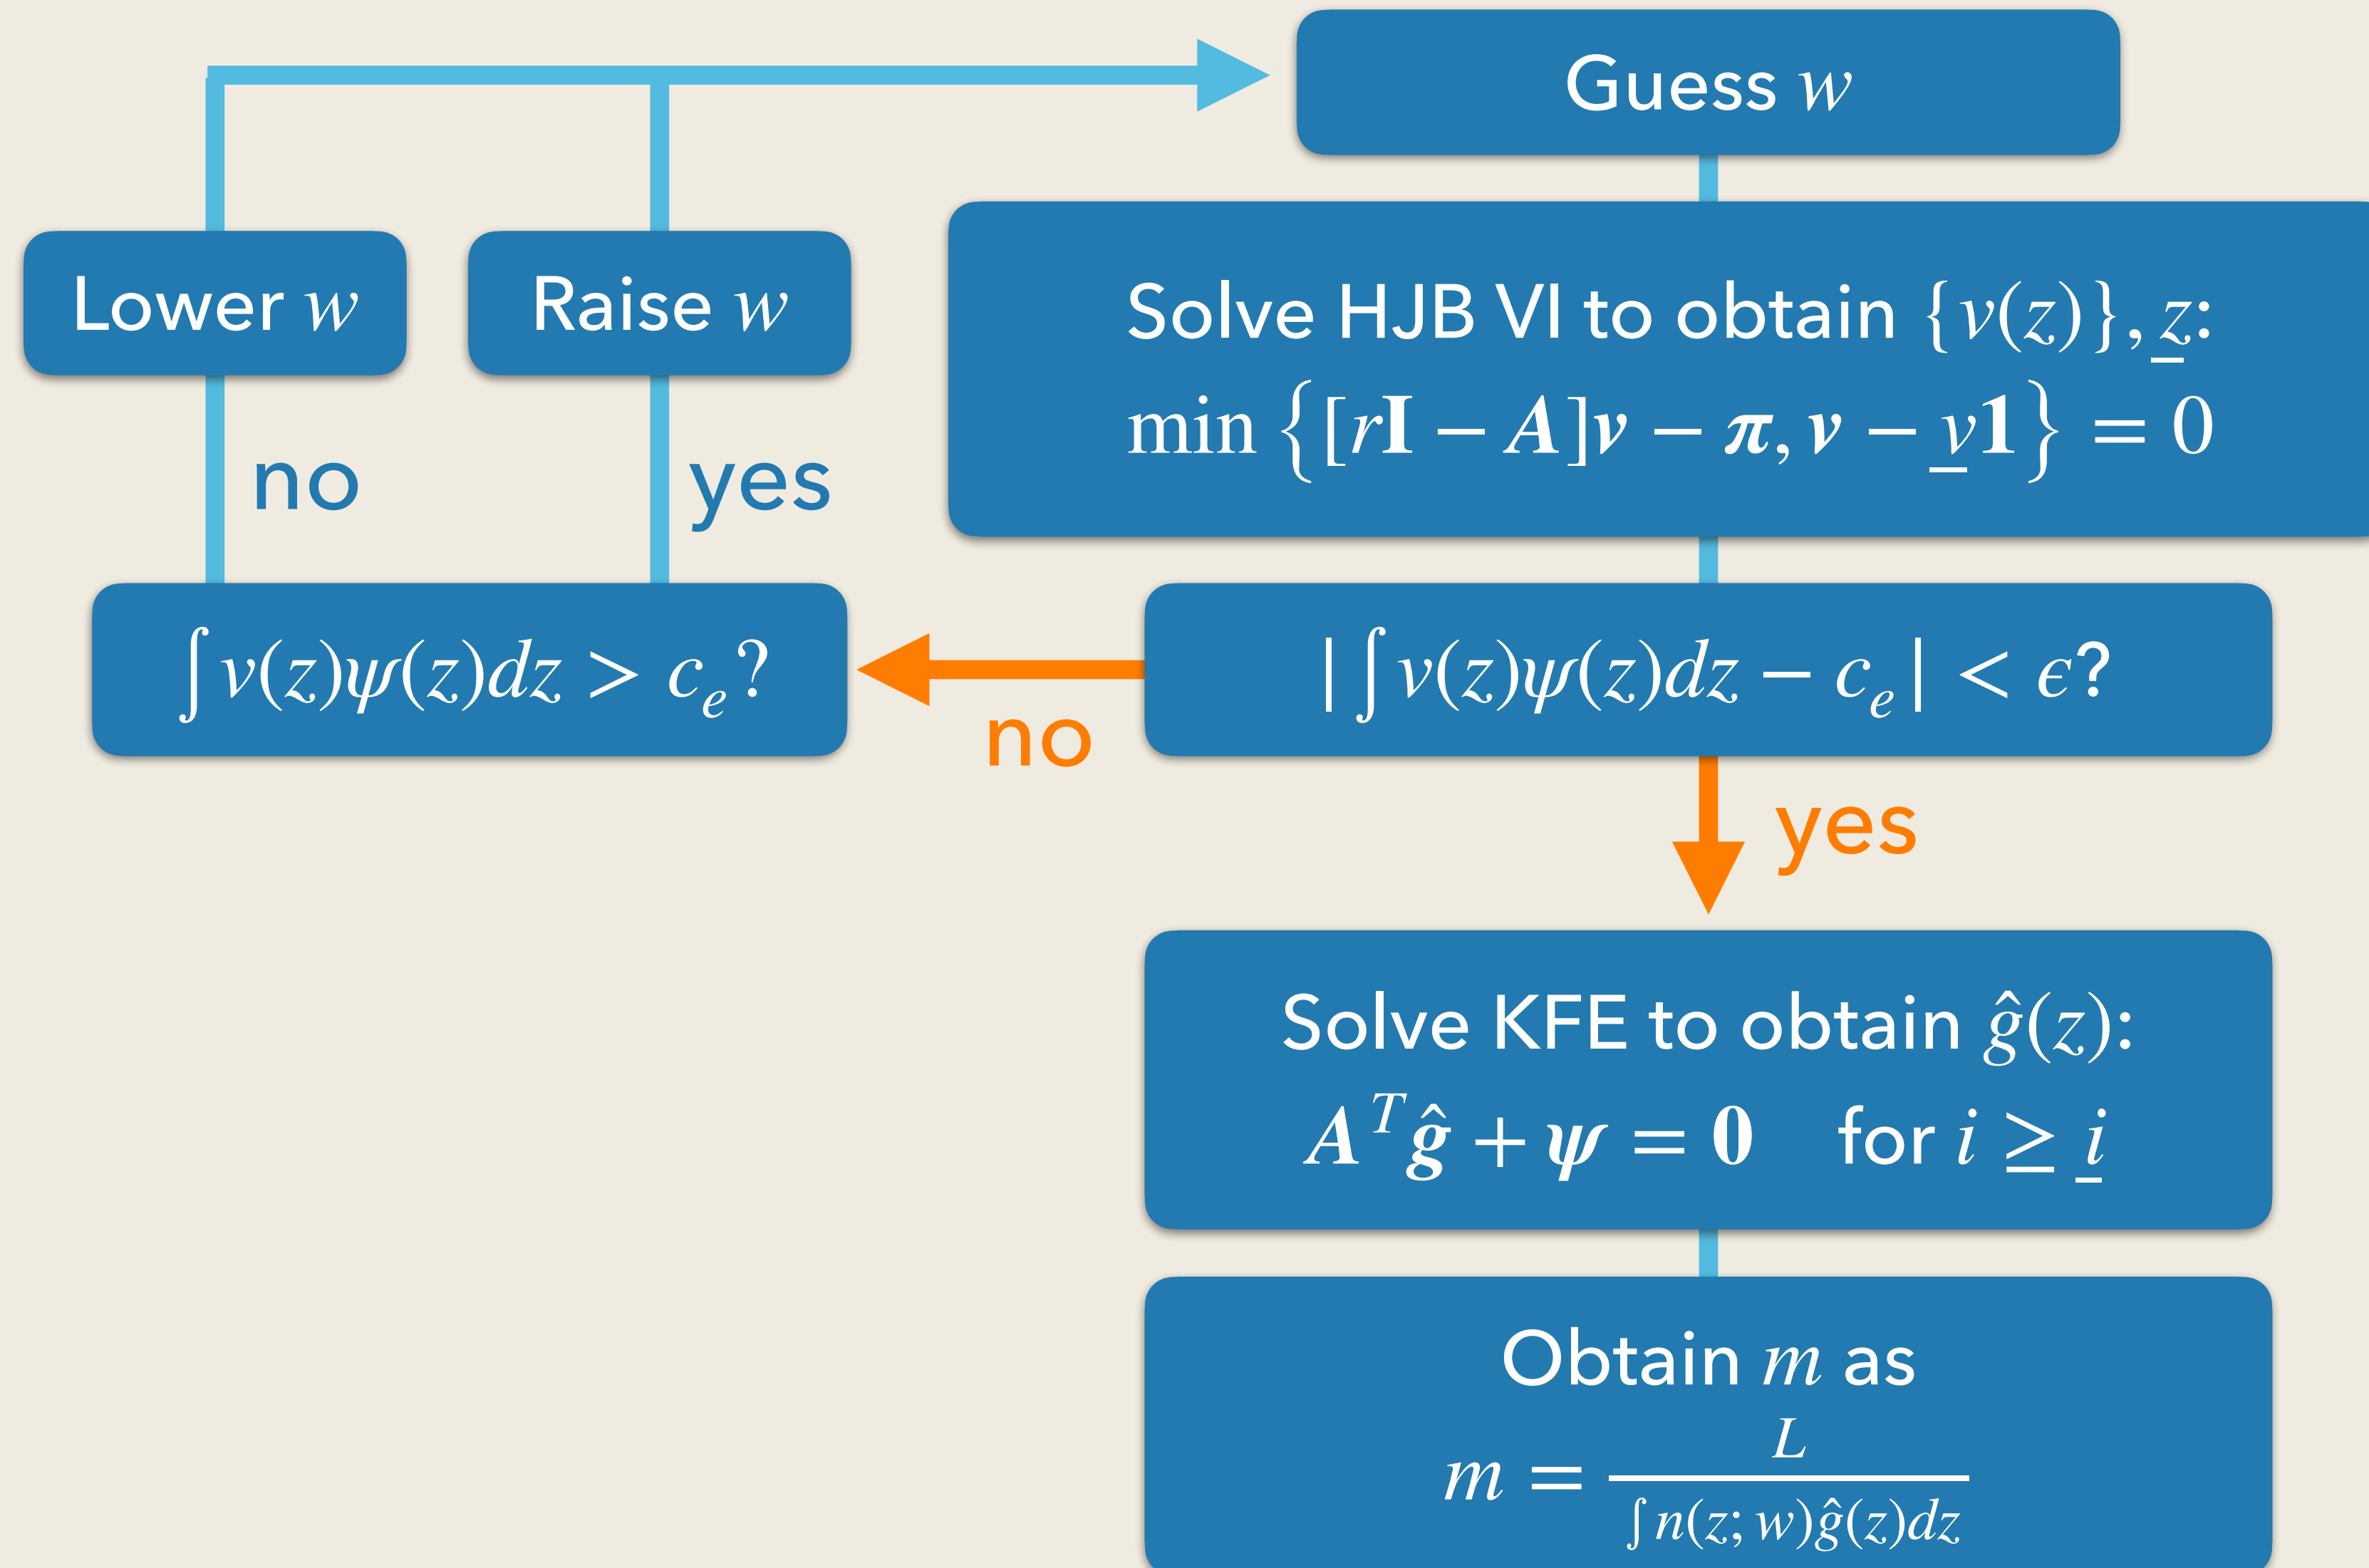 Guess w
Lower w
Raise w
Solve HJB VI to obtain {v(z)}, z̲:
min {[rI − A]v − π, v − v̲1} = 0
no
yes
∫ v(z)ψ(z)dz > cₑ?
| ∫ v(z)ψ(z)dz − cₑ | < ϵ?
no
yes
Solve KFE to obtain ĝ(z):
Aᵀĝ + ψ = 0 for i ≥ i̲
Obtain m as
m = L / ∫ n(z; w)ĝ(z)dz